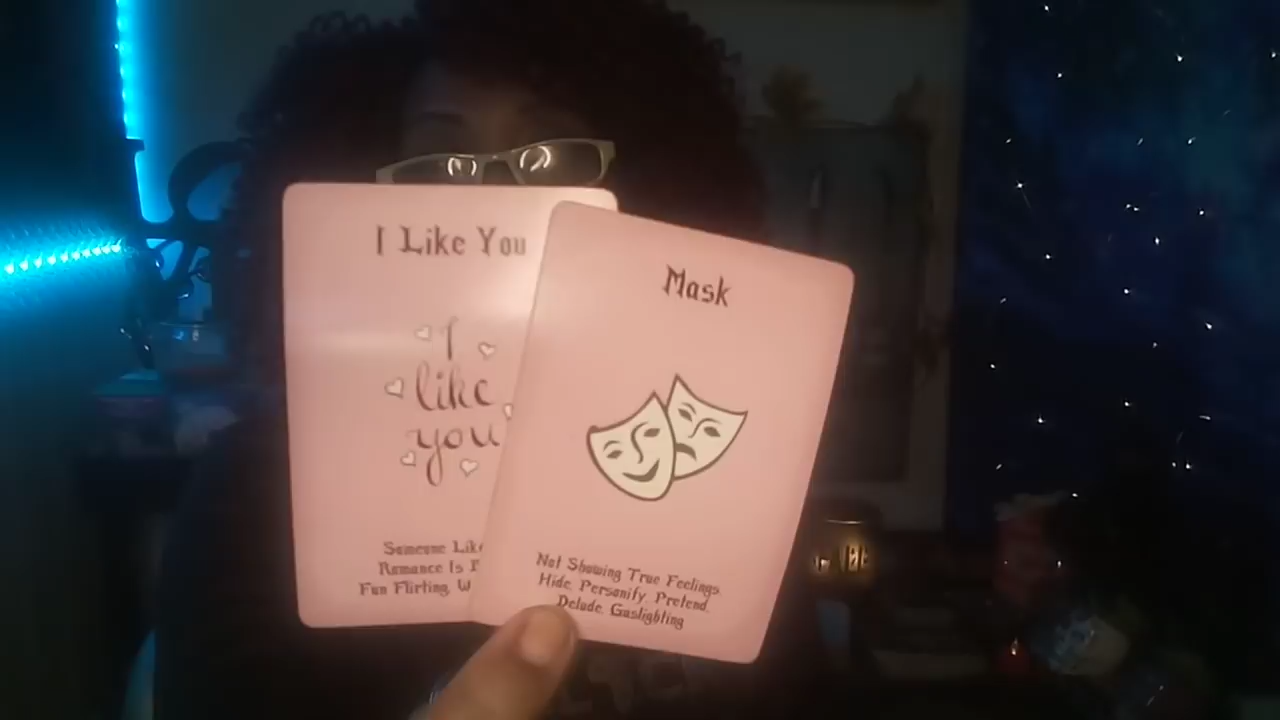 I Like You
I
like
you
Someone Like
Romance Is
Fun Flirting, W
Mask
Not Showing True Feelings,
Hide, Personify, Pretend,
Delude, Gaslighting